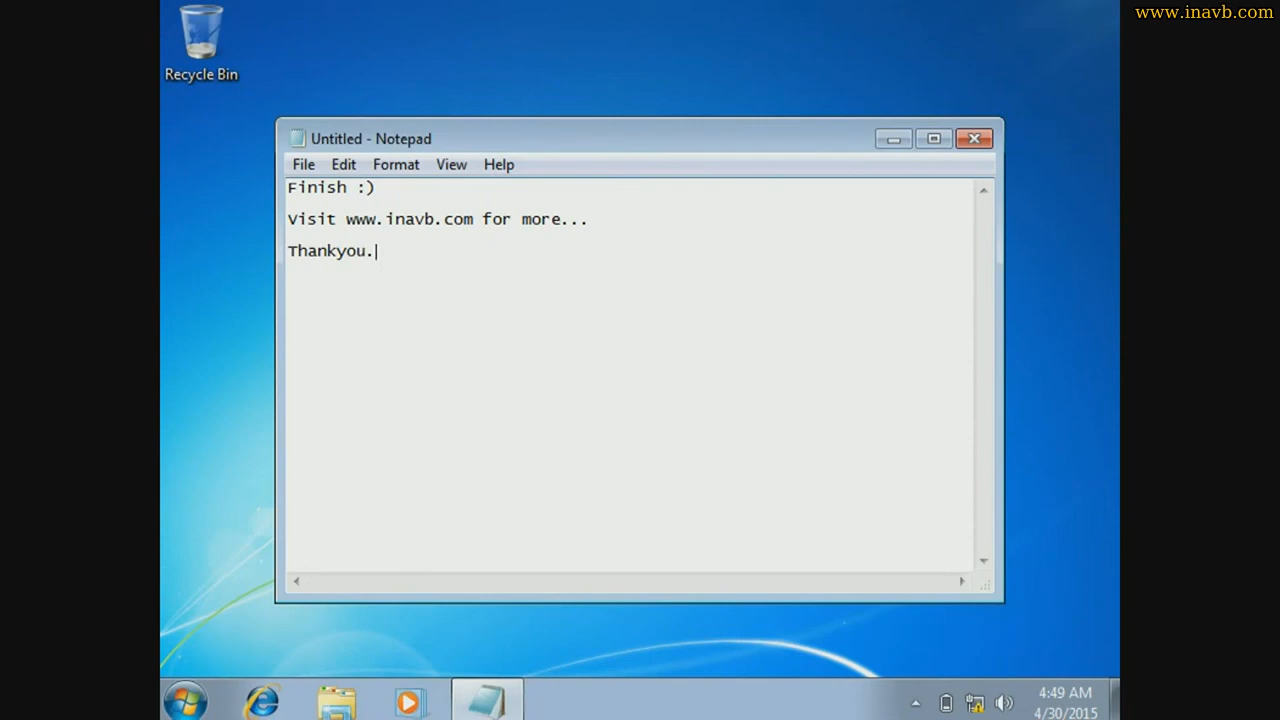 www.inavb.com
Recycle Bin
Untitled - Notepad
File Edit Format View Help
Finish :)
Visit www.inavb.com for more...
Thankyou.
4:49 AM
4/30/2015